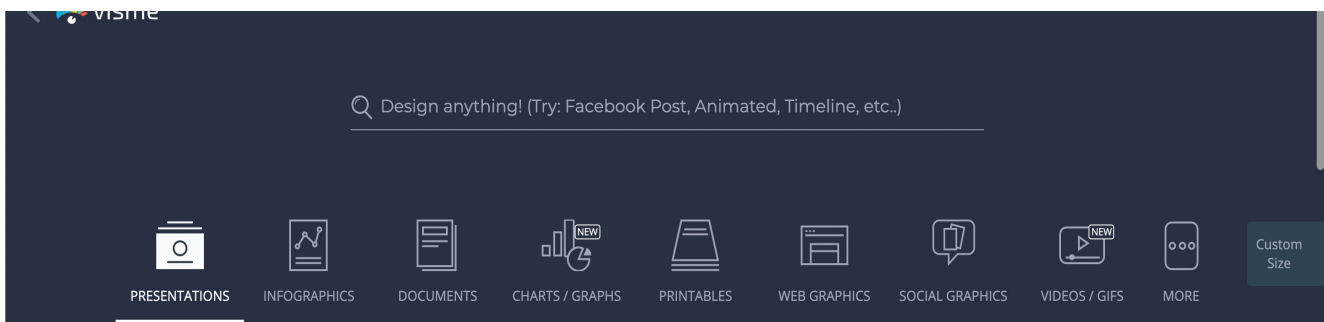 visme
Design anything! (Try: Facebook Post, Animated, Timeline, etc..)
NEW
NEW
Custom
Size
PRESENTATIONS
INFOGRAPHICS
DOCUMENTS
CHARTS / GRAPHS
PRINTABLES
WEB GRAPHICS
SOCIAL GRAPHICS
VIDEOS / GIFS
MORE